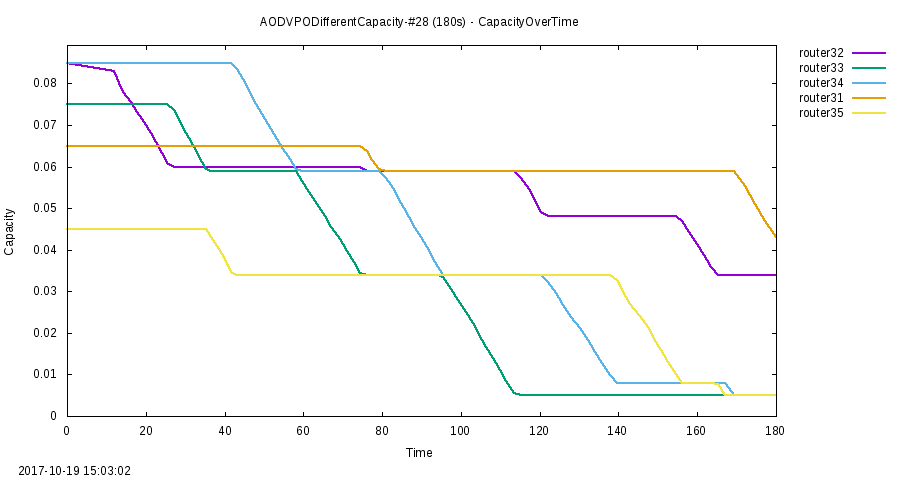 AODVPODifferentCapacity-#28 (180s) - CapacityOverTime
router32
router33
router34
router31
router35
0.08
0.07
0.06
0.05
0.04
0.03
0.02
0.01
0
Capacity
0 20 40 60 80 100 120 140 160 180
Time
2017-10-19 15:03:02